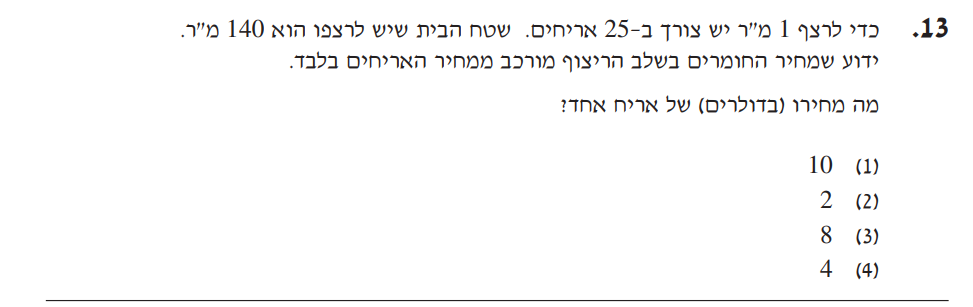 13. כדי לרצף 1 מ"ר יש צורך ב-25 אריחים. שטח הבית שיש לרצפו הוא 140 מ"ר.
ידוע שמחיר החומרים בשלב הריצוף מורכב ממחיר האריחים בלבד.
מה מחירו (בדולרים) של אריח אחד?
(1) 10
(2) 2
(3) 8
(4) 4